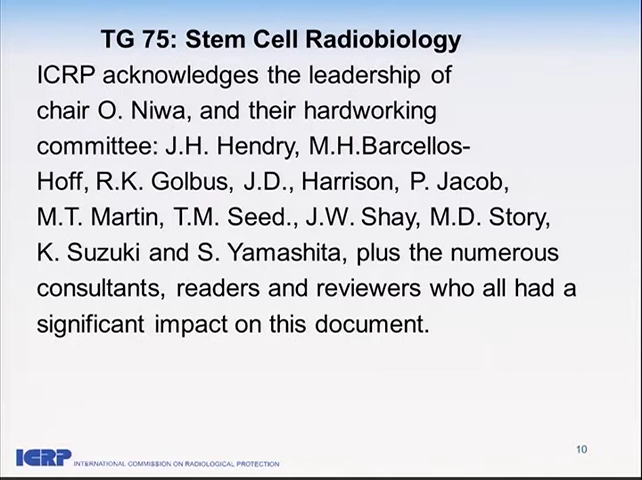 TG 75: Stem Cell Radiobiology
ICRP acknowledges the leadership of
chair O. Niwa, and their hardworking
committee: J.H. Hendry, M.H.Barcellos-
Hoff, R.K. Golbus, J.D., Harrison, P. Jacob,
M.T. Martin, T.M. Seed., J.W. Shay, M.D. Story,
K. Suzuki and S. Yamashita, plus the numerous
consultants, readers and reviewers who all had a
significant impact on this document.
10
ICRP INTERNATIONAL COMMISSION ON RADIOLOGICAL PROTECTION